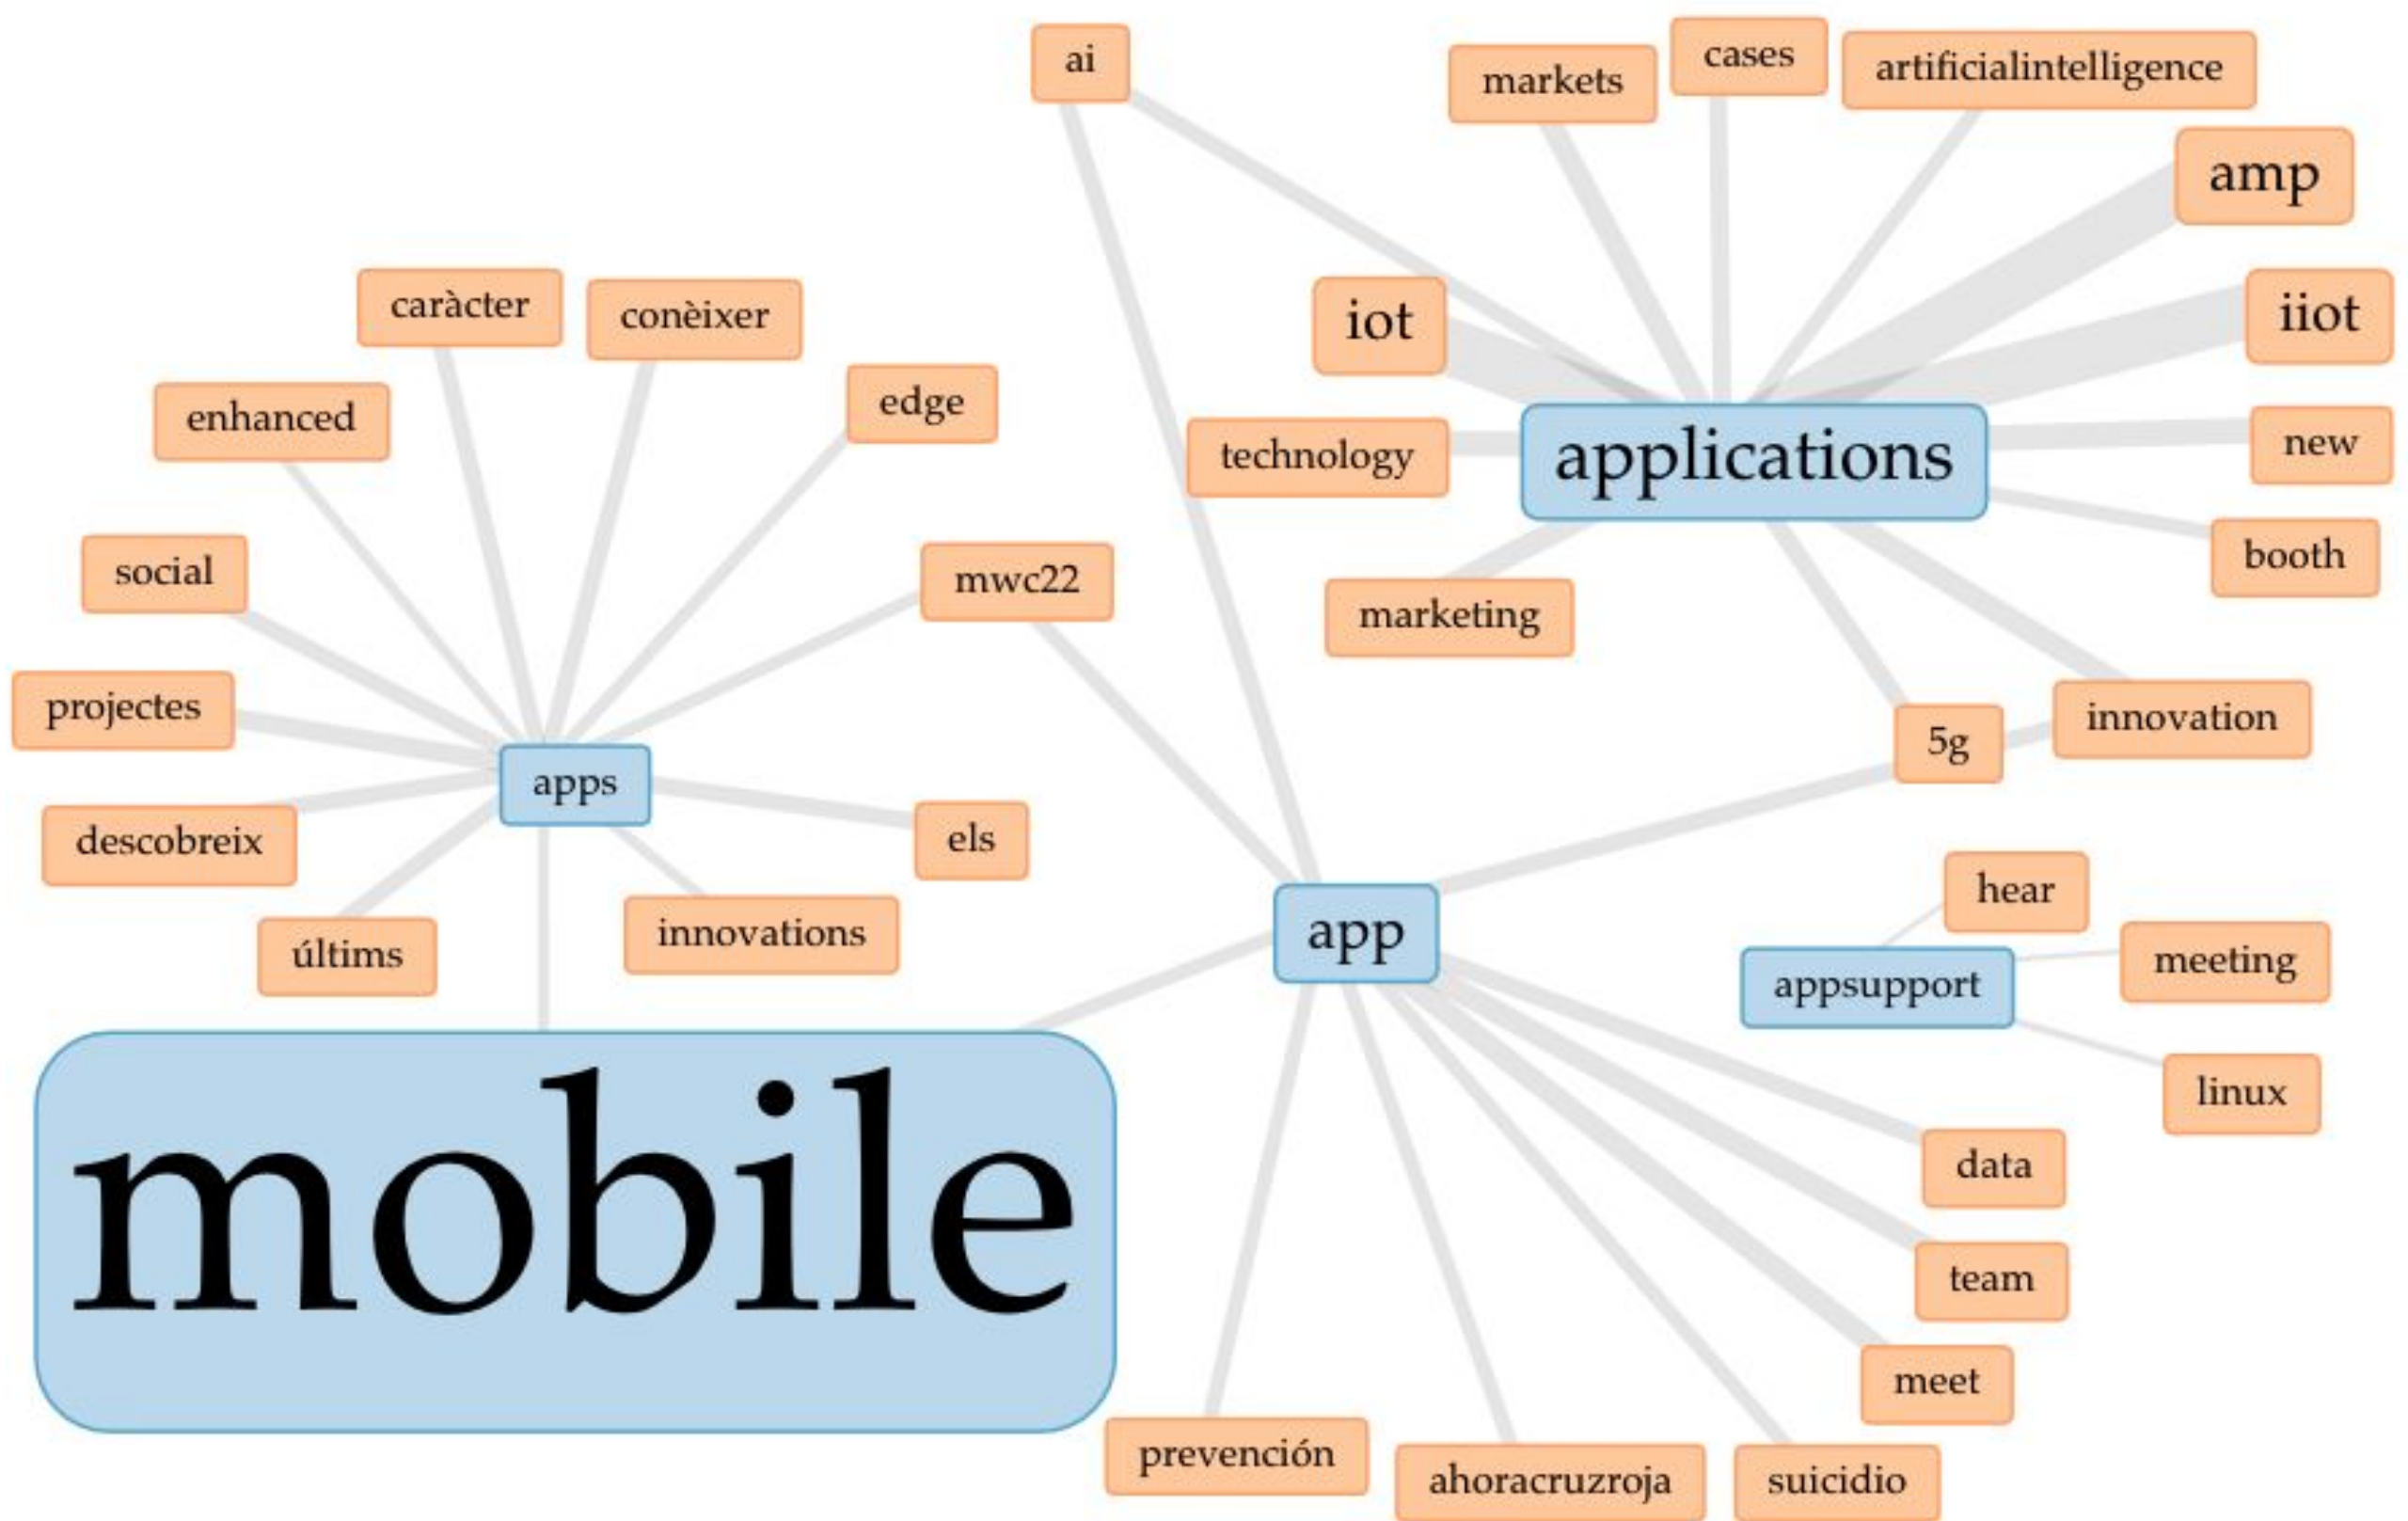 ai
markets
cases
artificialintelligence
amp
iot
iiot
caràcter
conèixer
edge
enhanced
technology
applications
new
social
mwc22
marketing
booth
projectes
5g
innovation
apps
descobreix
els
últims
innovations
app
hear
meeting
appsupport
linux
mobile
data
team
meet
prevención
ahoracruzroja
suicidio